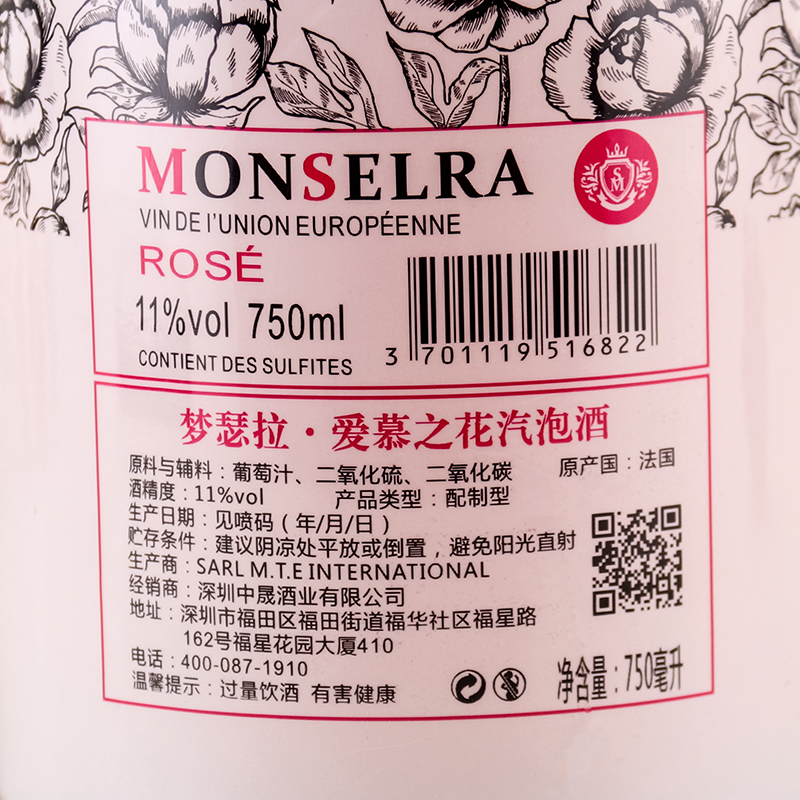 MONSELRA
SM
VIN DE l'UNION EUROPÉENNE
ROSÉ
11%vol 750ml
CONTIENT DES SULFITES
3 701119 516822
梦瑟拉·爱慕之花汽泡酒
原料与辅料：葡萄汁、二氧化硫、二氧化碳 原产国：法国
酒精度：11%vol 产品类型：配制型
生产日期：见喷码（年/月/日）
贮存条件：建议阴凉处平放或倒置，避免阳光直射
生产商：SARL M.T.E INTERNATIONAL
经销商：深圳中晟酒业有限公司
地址：深圳市福田区福田街道福华社区福星路
162号福星花园大厦410
电话：400-087-1910
温馨提示：过量饮酒 有害健康
净含量：750毫升